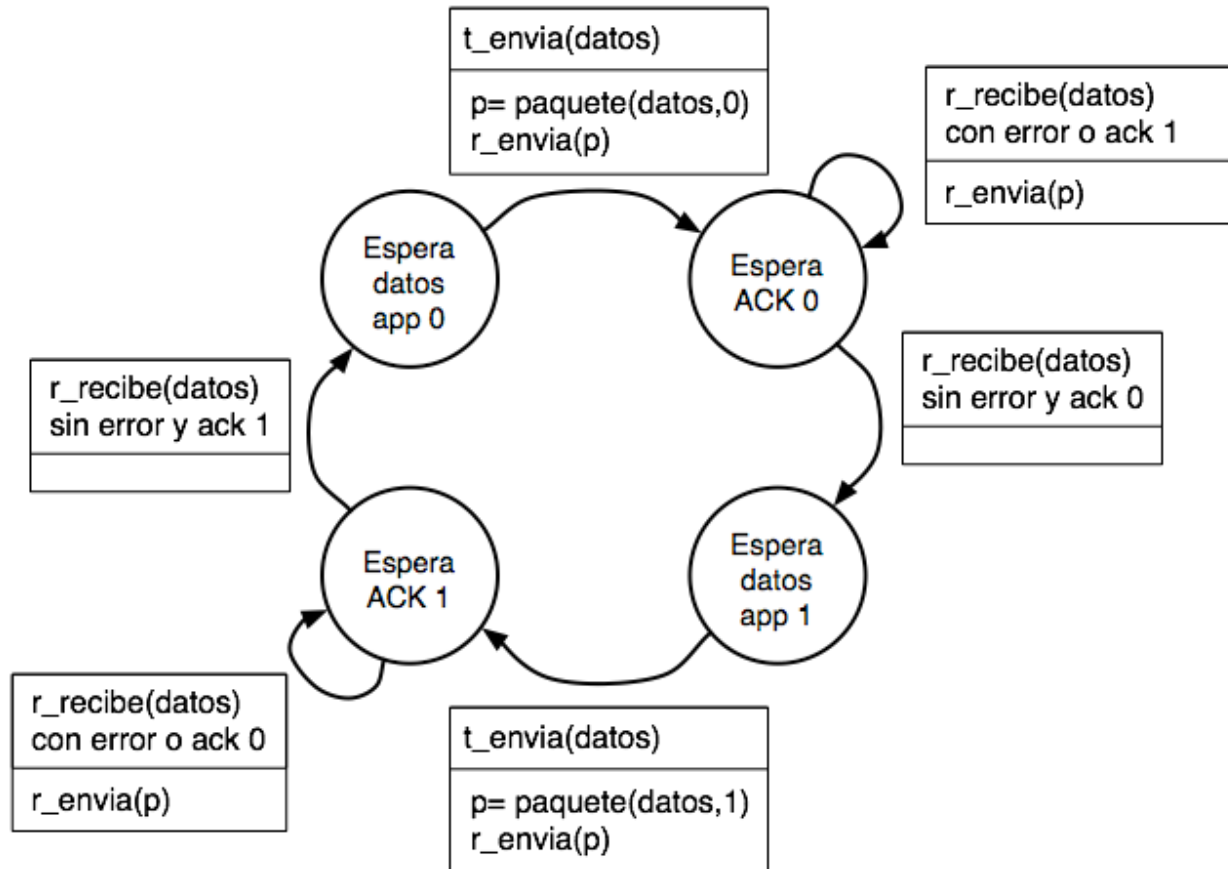 t_envia(datos)
p= paquete(datos,0)
r_envia(p)
r_recibe(datos)
con error o ack 1
r_envia(p)
Espera
datos
app 0
Espera
ACK 0
r_recibe(datos)
sin error y ack 1
r_recibe(datos)
sin error y ack 0
Espera
ACK 1
Espera
datos
app 1
r_recibe(datos)
con error o ack 0
r_envia(p)
t_envia(datos)
p= paquete(datos,1)
r_envia(p)